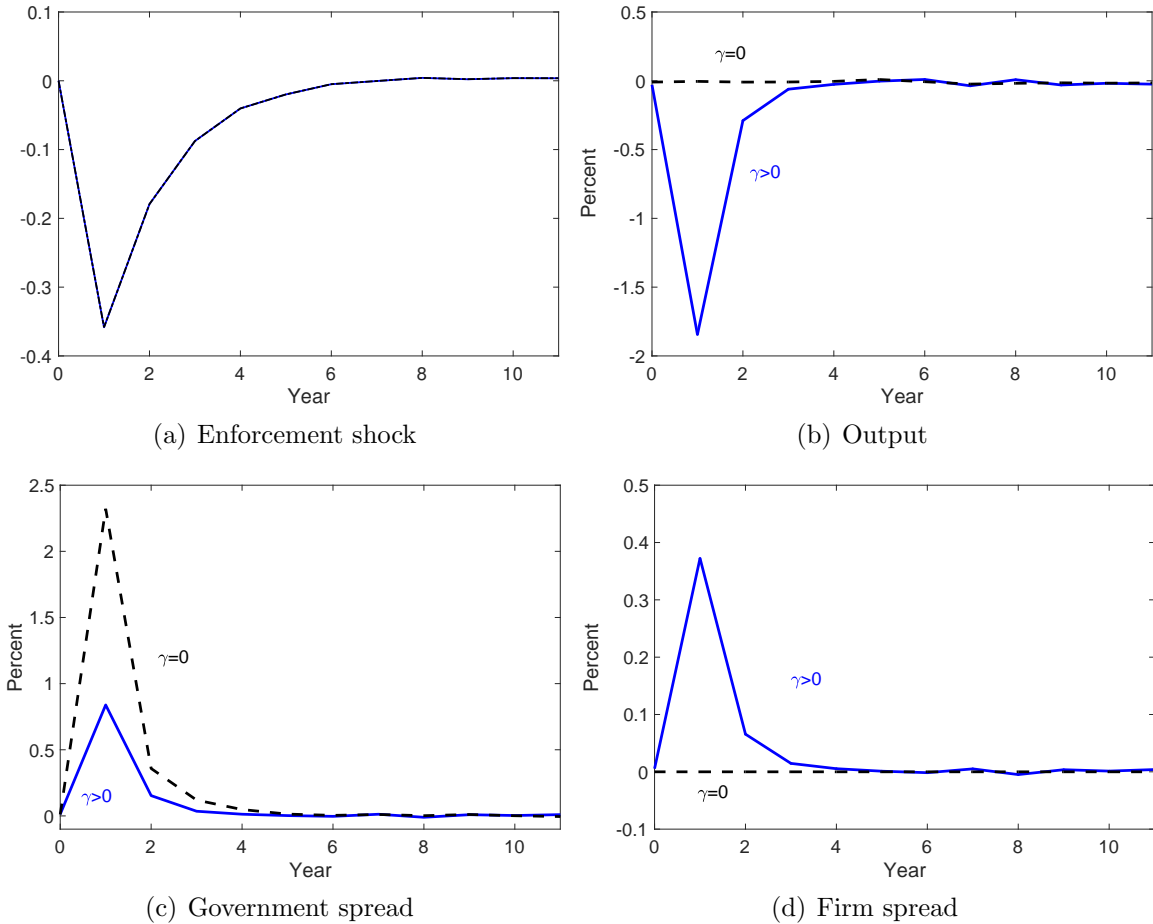 0.1
0
-0.1
-0.2
-0.3
-0.4
0 2 4 6 8 10
Year
(a) Enforcement shock
0.5
0
-0.5
-1
-1.5
-2
Percent
γ=0
γ>0
0 2 4 6 8 10
Year
(b) Output
2.5
2
1.5
1
0.5
0
Percent
γ=0
γ>0
0 2 4 6 8 10
Year
(c) Government spread
0.5
0.4
0.3
0.2
0.1
0
-0.1
Percent
γ>0
γ=0
0 2 4 6 8 10
Year
(d) Firm spread